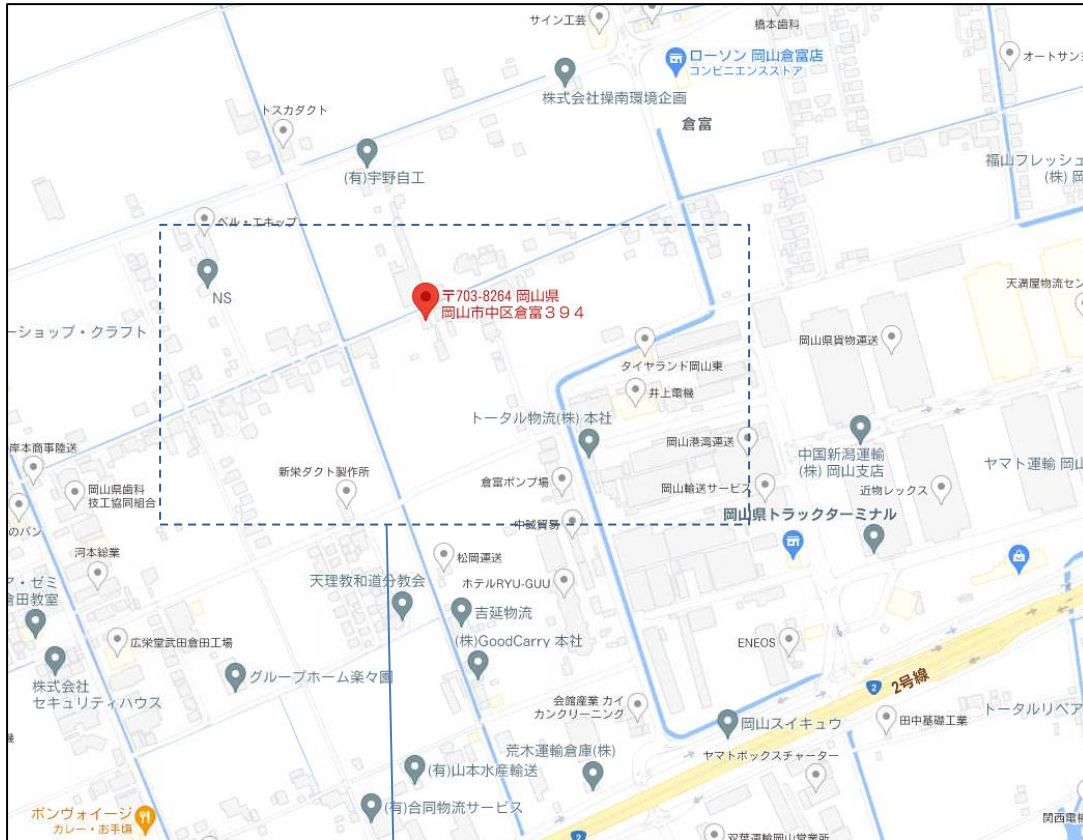 サイン工芸
橋本歯科
ローソン 岡山倉富店
コンビニエンスストア
オートサン
株式会社操南環境企画
トスカダクト
倉富
(有)宇野自工
福山フレッシュ
(株) 岡
ベル・エキップ
NS
〒703-8264 岡山県
岡山市中区倉富394
天満屋物流セン
ーショップ・クラフト
岡山県貨物運送
タイヤランド岡山東
井上電機
トータル物流(株) 本社
岸本商事陸送
岡山港湾運送
中国新潟運輸
(株) 岡山支店
ヤマト運輸 岡山
新栄ダクト製作所
倉富ポンプ場
岡山輸送サービス
近物レックス
岡山県歯科
技工協同組合
岡山県トラックターミナル
のパン
中誠貿易
河本総業
松岡運送
天理教和道分教会
ホテルRYU-GUU
ア・ゼミ
倉田教室
吉延物流
広栄堂武田倉田工場
(株)GoodCarry 本社
ENEOS
グループホーム楽々園
株式会社
セキュリティハウス
2
2号線
会館産業 カイ
カンクリーニング
岡山スイキュウ
田中基礎工業
トータルリペア
荒木運輸倉庫(株)
ヤマトボックスチャーター
(有)山本水産輸送
(有)合同物流サービス
ボンヴォイージ
カレー・お手頃
2
双葉運輸岡山営業所
関西電